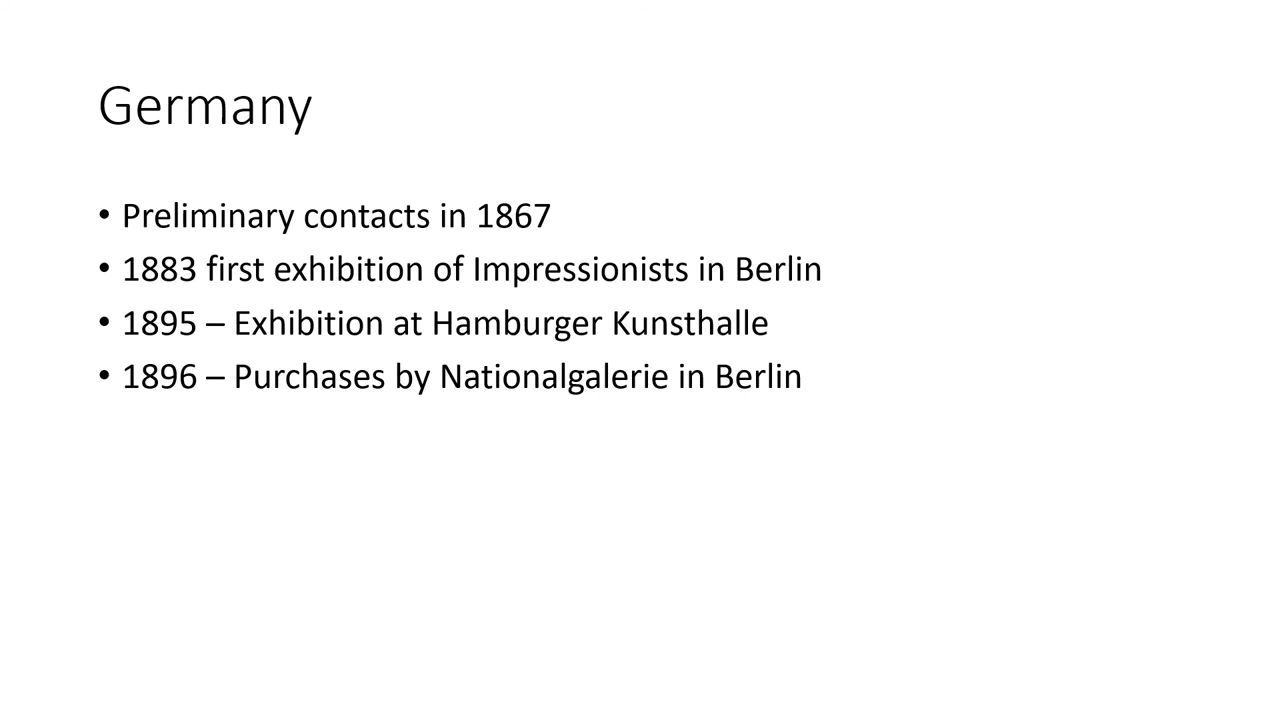 Germany
• Preliminary contacts in 1867
• 1883 first exhibition of Impressionists in Berlin
• 1895 – Exhibition at Hamburger Kunsthalle
• 1896 – Purchases by Nationalgalerie in Berlin